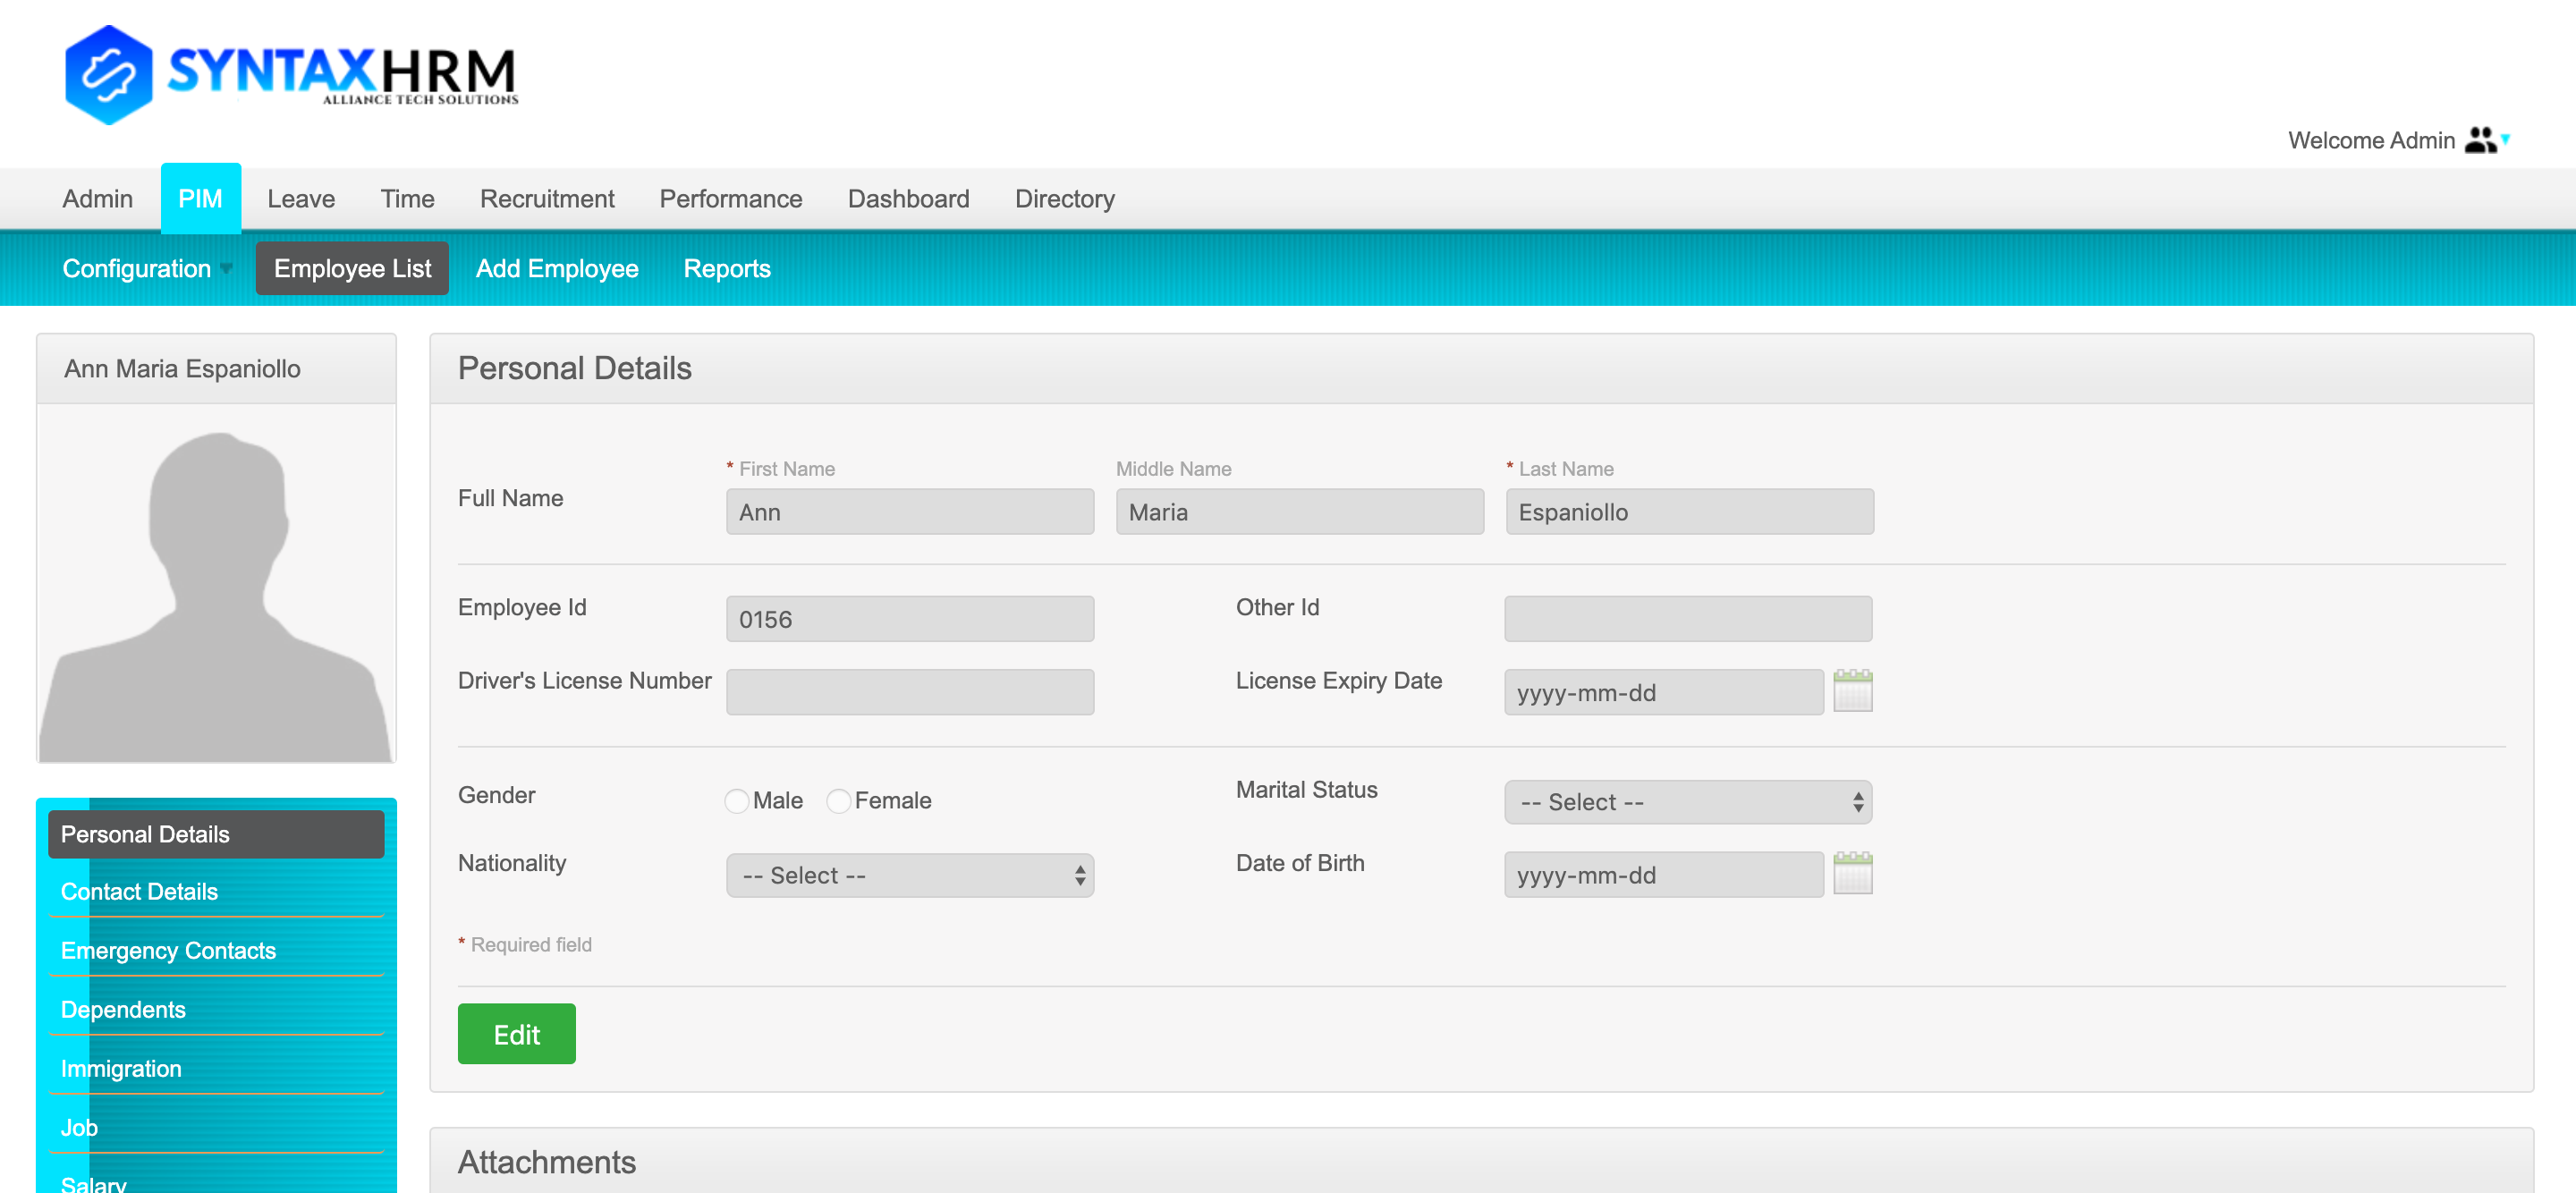 SYNTAXHRM
ALLIANCE TECH SOLUTIONS
Welcome Admin
Admin PIM Leave Time Recruitment Performance Dashboard Directory
Configuration Employee List Add Employee Reports
Ann Maria Espaniollo
Personal Details
* First Name Middle Name * Last Name
Full Name Ann Maria Espaniollo
Employee Id 0156 Other Id
Driver's License Number License Expiry Date yyyy-mm-dd
Gender Male Female Marital Status -- Select --
Nationality -- Select -- Date of Birth yyyy-mm-dd
* Required field
Edit
Personal Details
Contact Details
Emergency Contacts
Dependents
Immigration
Job
Salary
Attachments